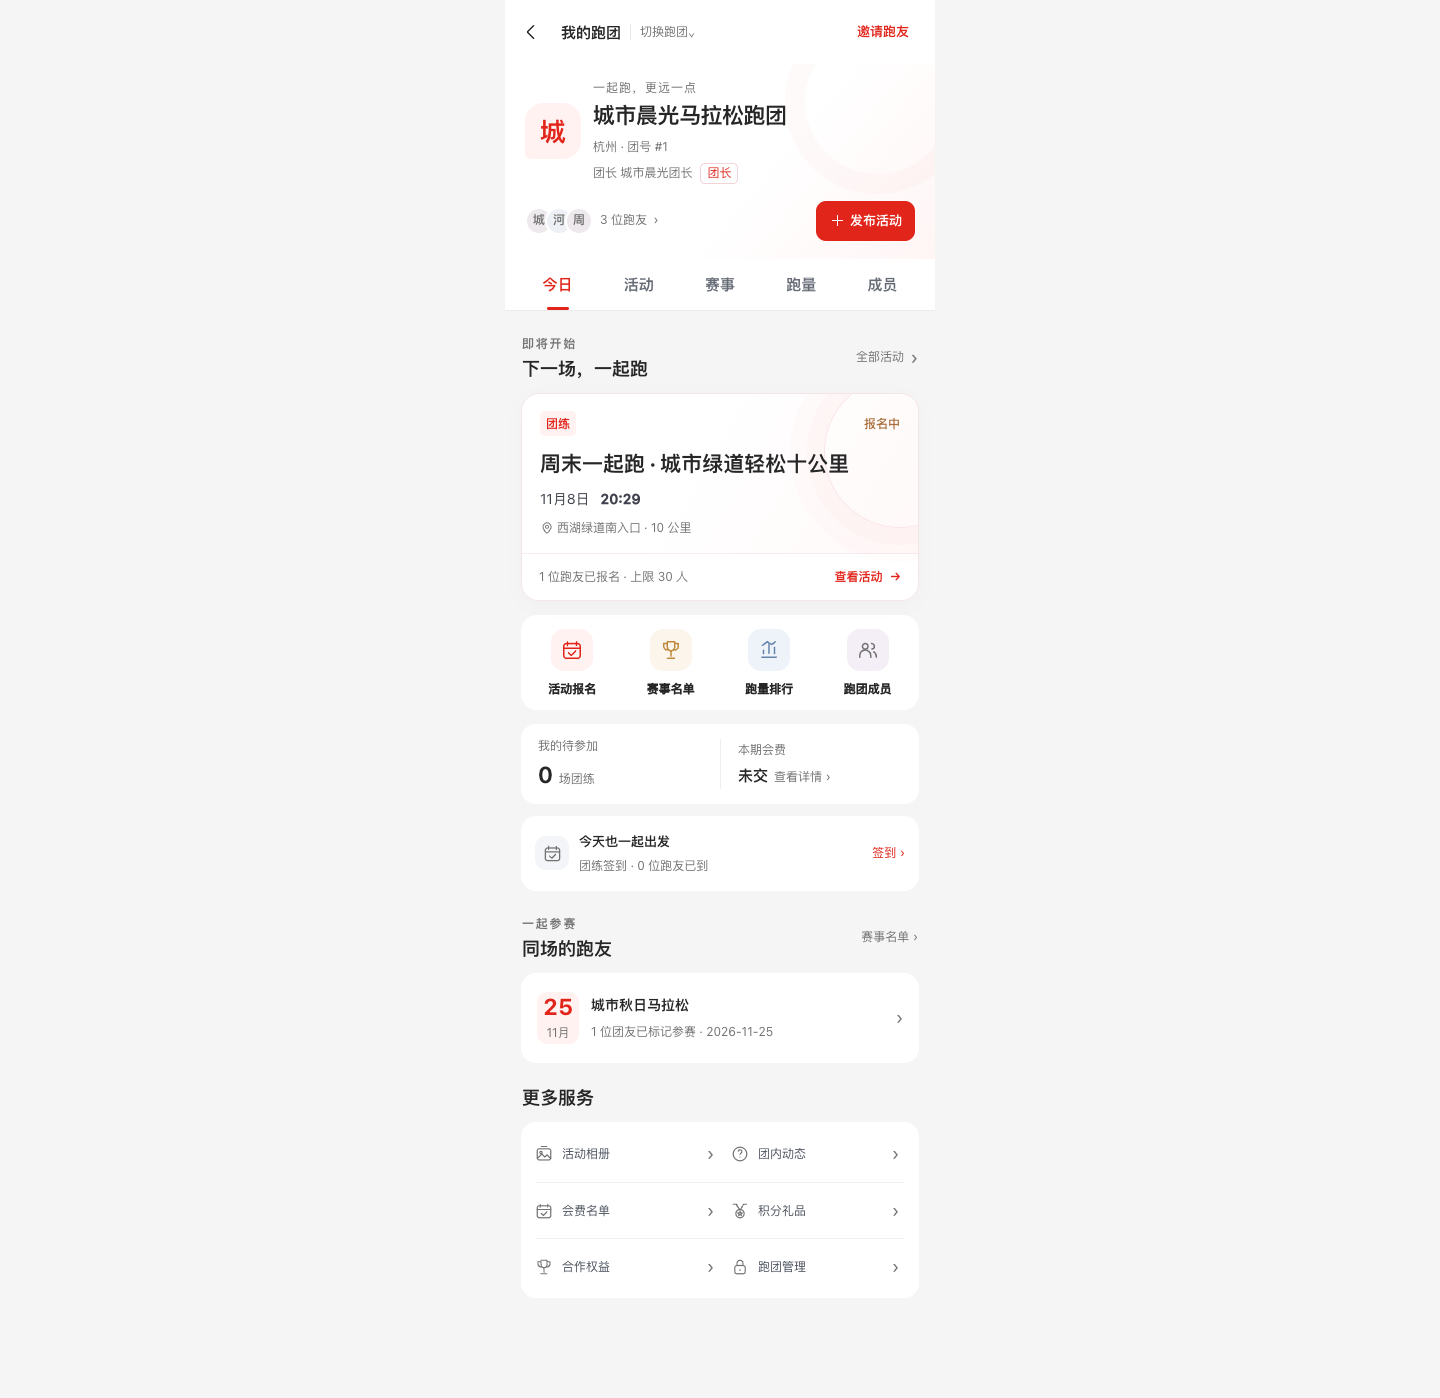 我的跑团 切换跑团 邀请跑友
一起跑，更远一点
城
城市晨光马拉松跑团
杭州 · 团号 #1
团长 城市晨光团长 团长
城 河 周 3 位跑友 ›
+ 发布活动
今日 活动 赛事 跑量 成员
即将开始
下一场，一起跑
全部活动 ›
团练 报名中
周末一起跑 · 城市绿道轻松十公里
11月8日 20:29
西湖绿道南入口 · 10 公里
1 位跑友已报名 · 上限 30 人 查看活动 →
活动报名 赛事名单 跑量排行 跑团成员
我的待参加
0 场团练
本期会费
未交 查看详情 ›
今天也一起出发
团练签到 · 0 位跑友已到
签到 ›
一起参赛
同场的跑友
赛事名单 ›
25
11月
城市秋日马拉松
1 位团友已标记参赛 · 2026-11-25
›
更多服务
活动相册 › 团内动态 ›
会费名单 › 积分礼品 ›
合作权益 › 跑团管理 ›